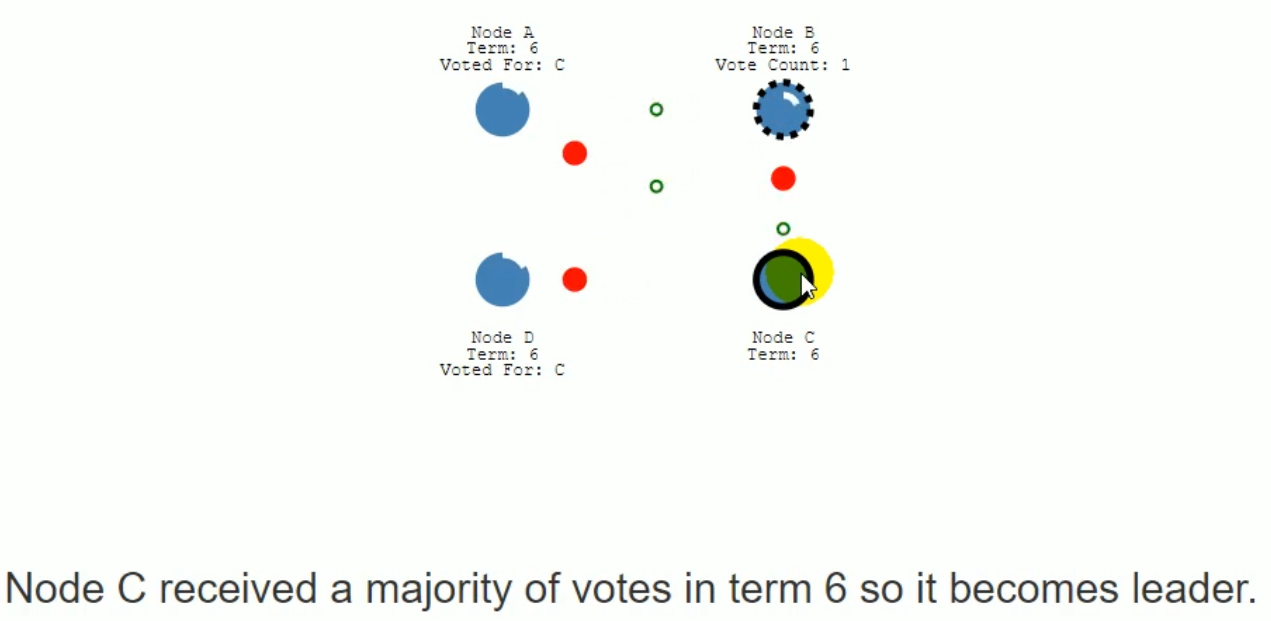 Node A
Term: 6
Voted For: C
Node B
Term: 6
Vote Count: 1
Node D
Term: 6
Voted For: C
Node C
Term: 6
Node C received a majority of votes in term 6 so it becomes leader.